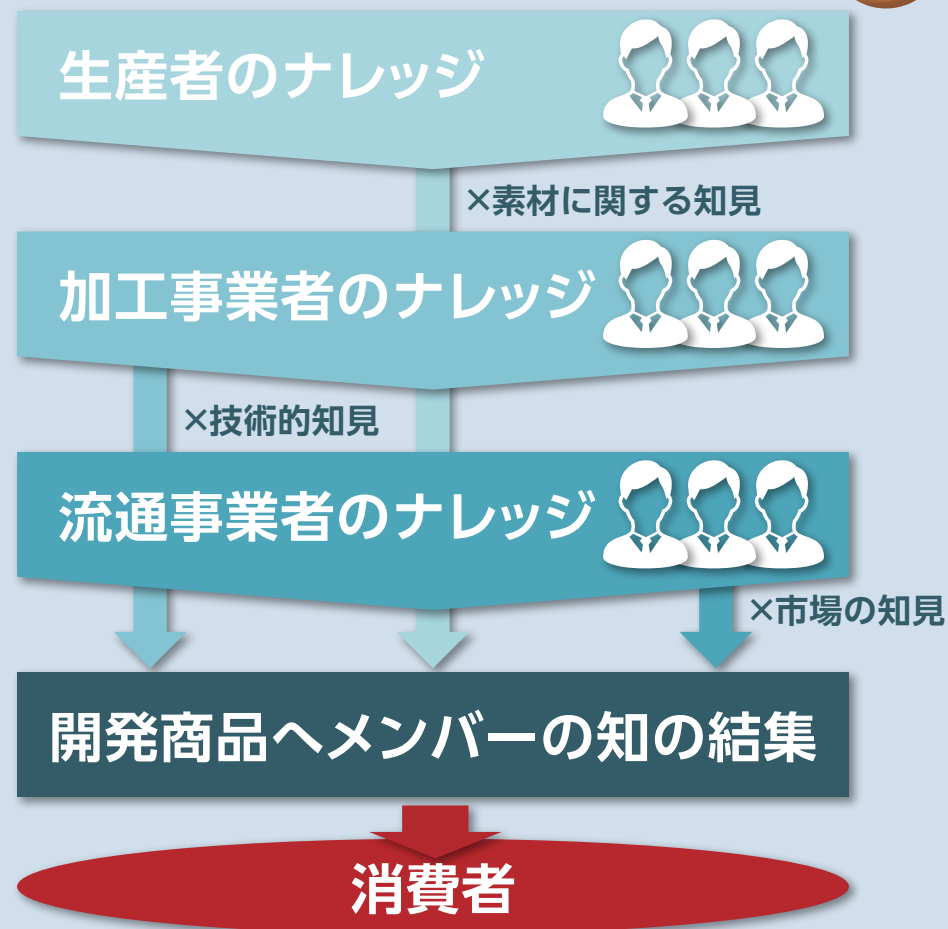 生産者のナレッジ
×素材に関する知見
加工事業者のナレッジ
×技術的知見
流通事業者のナレッジ
×市場の知見
開発商品へメンバーの知の結集
消費者